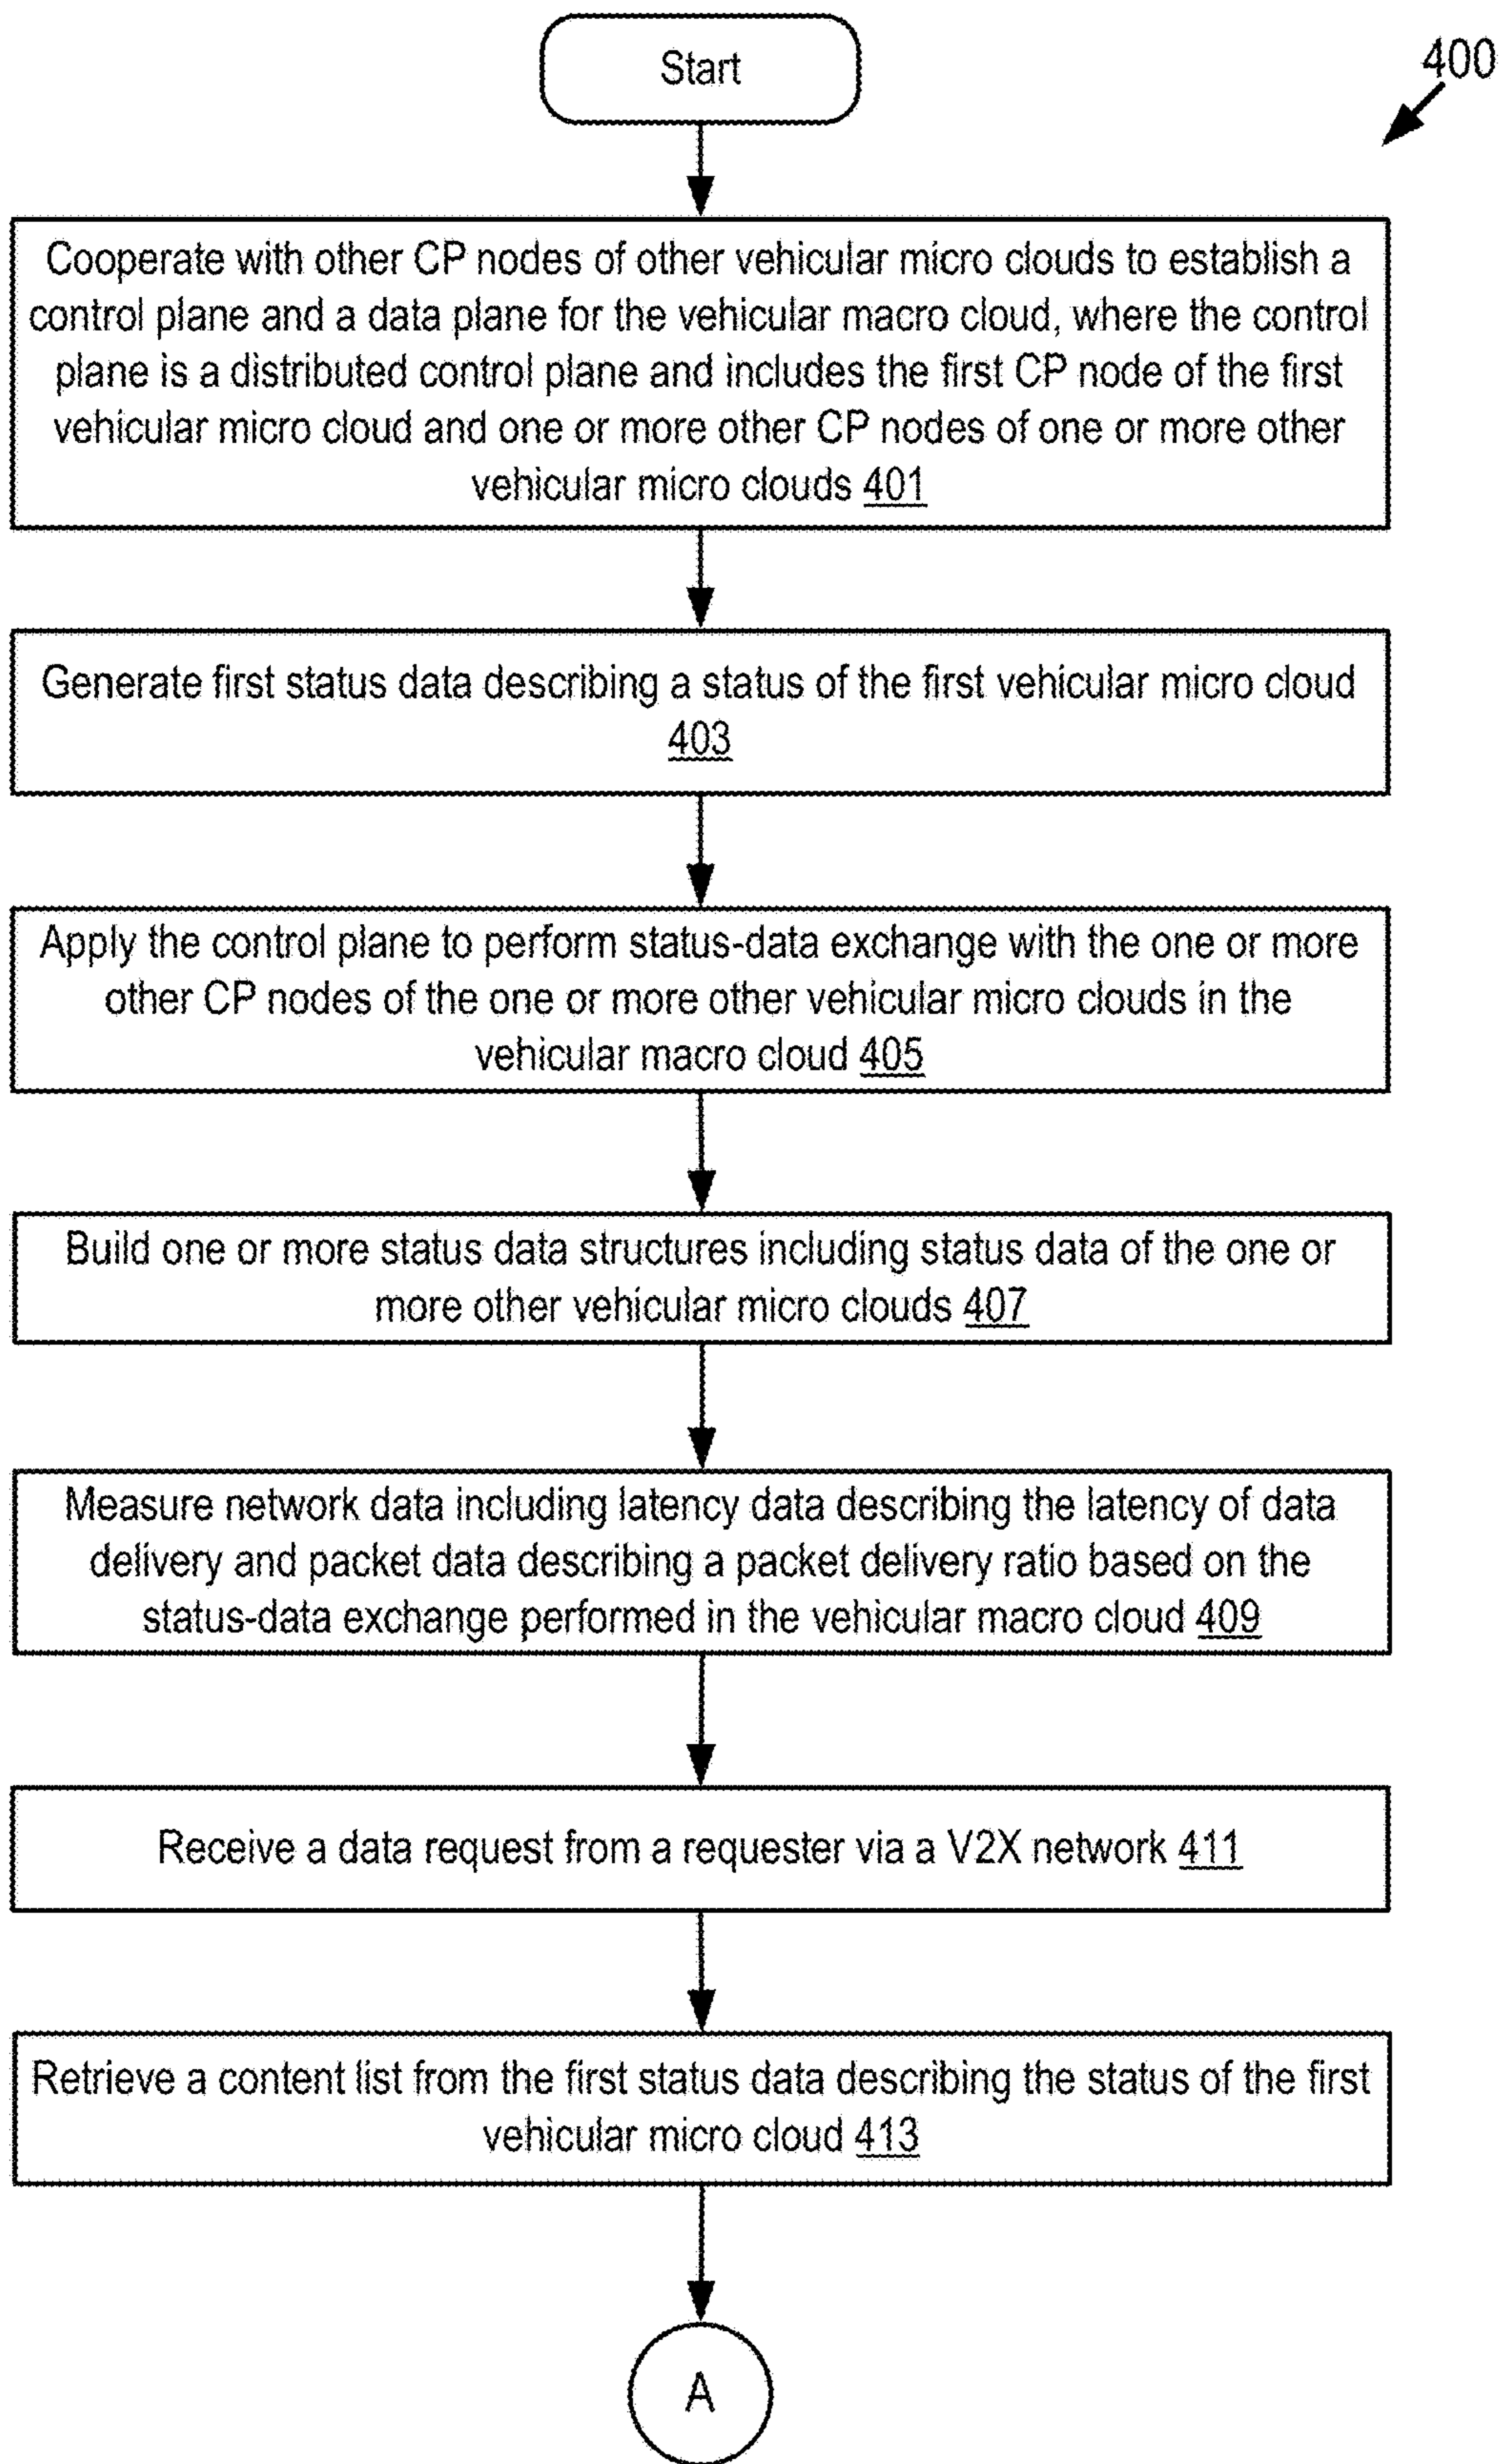 Start
400
Cooperate with other CP nodes of other vehicular micro clouds to establish a
control plane and a data plane for the vehicular macro cloud, where the control
plane is a distributed control plane and includes the first CP node of the first
vehicular micro cloud and one or more other CP nodes of one or more other
vehicular micro clouds 401
Generate first status data describing a status of the first vehicular micro cloud
403
Apply the control plane to perform status-data exchange with the one or more
other CP nodes of the one or more other vehicular micro clouds in the
vehicular macro cloud 405
Build one or more status data structures including status data of the one or
more other vehicular micro clouds 407
Measure network data including latency data describing the latency of data
delivery and packet data describing a packet delivery ratio based on the
status-data exchange performed in the vehicular macro cloud 409
Receive a data request from a requester via a V2X network 411
Retrieve a content list from the first status data describing the status of the first
vehicular micro cloud 413
A